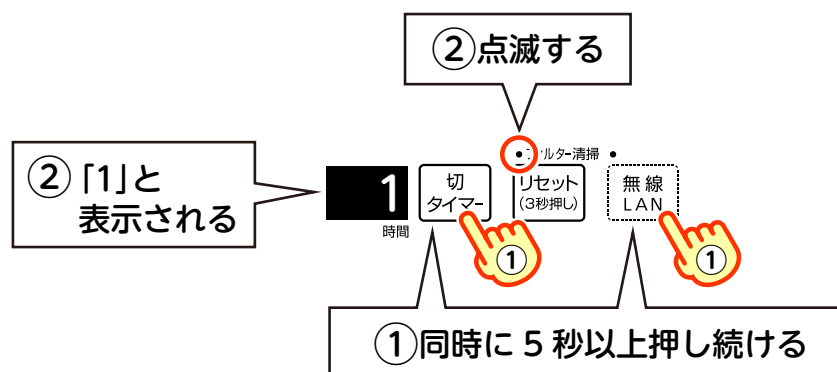 ②点滅する
②「1」と
表示される
• フィルター清掃 •
1
時間
切
タイマー
リセット
(3秒押し)
無線
LAN
①
①
①同時に5秒以上押し続ける